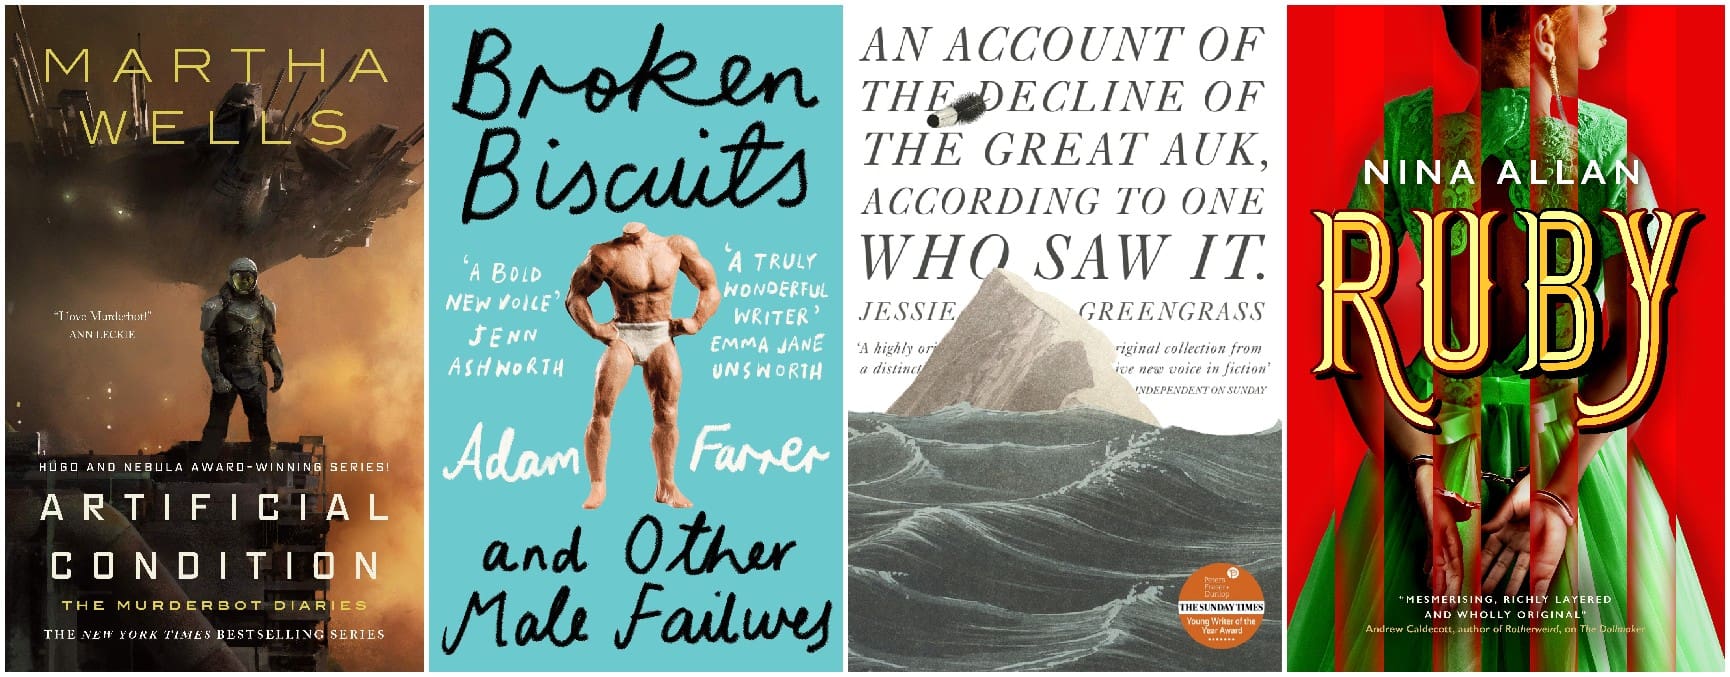 MARTHA
WELLS
"I love Murderbot!"
ANN LECKIE
HUGO AND NEBULA AWARD-WINNING SERIES!
ARTIFICIAL
CONDITION
THE MURDERBOT DIARIES
THE NEW YORK TIMES BESTSELLING SERIES
Broken
Biscuits
'A BOLD
NEW VOICE'
JENN
ASHWORTH
'A TRULY
WONDERFUL
WRITER'
EMMA JANE
UNSWORTH
Adam Farrer
and Other
Male Failures
AN ACCOUNT OF
THE DECLINE OF
THE GREAT AUK,
ACCORDING TO ONE
WHO SAW IT.
JESSIE GREENGRASS
'A highly ori riginal collection from
a distinct ive new voice in fiction'
INDEPENDENT ON SUNDAY
Peters
Fraser +
Dunlop
THE SUNDAY TIMES
Young Writer of the
Year Award
NINA ALLAN
RUBY
"MESMERISING, RICHLY LAYERED
AND WHOLLY ORIGINAL"
Andrew Caldecott, author of Rotherweird, on The Dollmaker